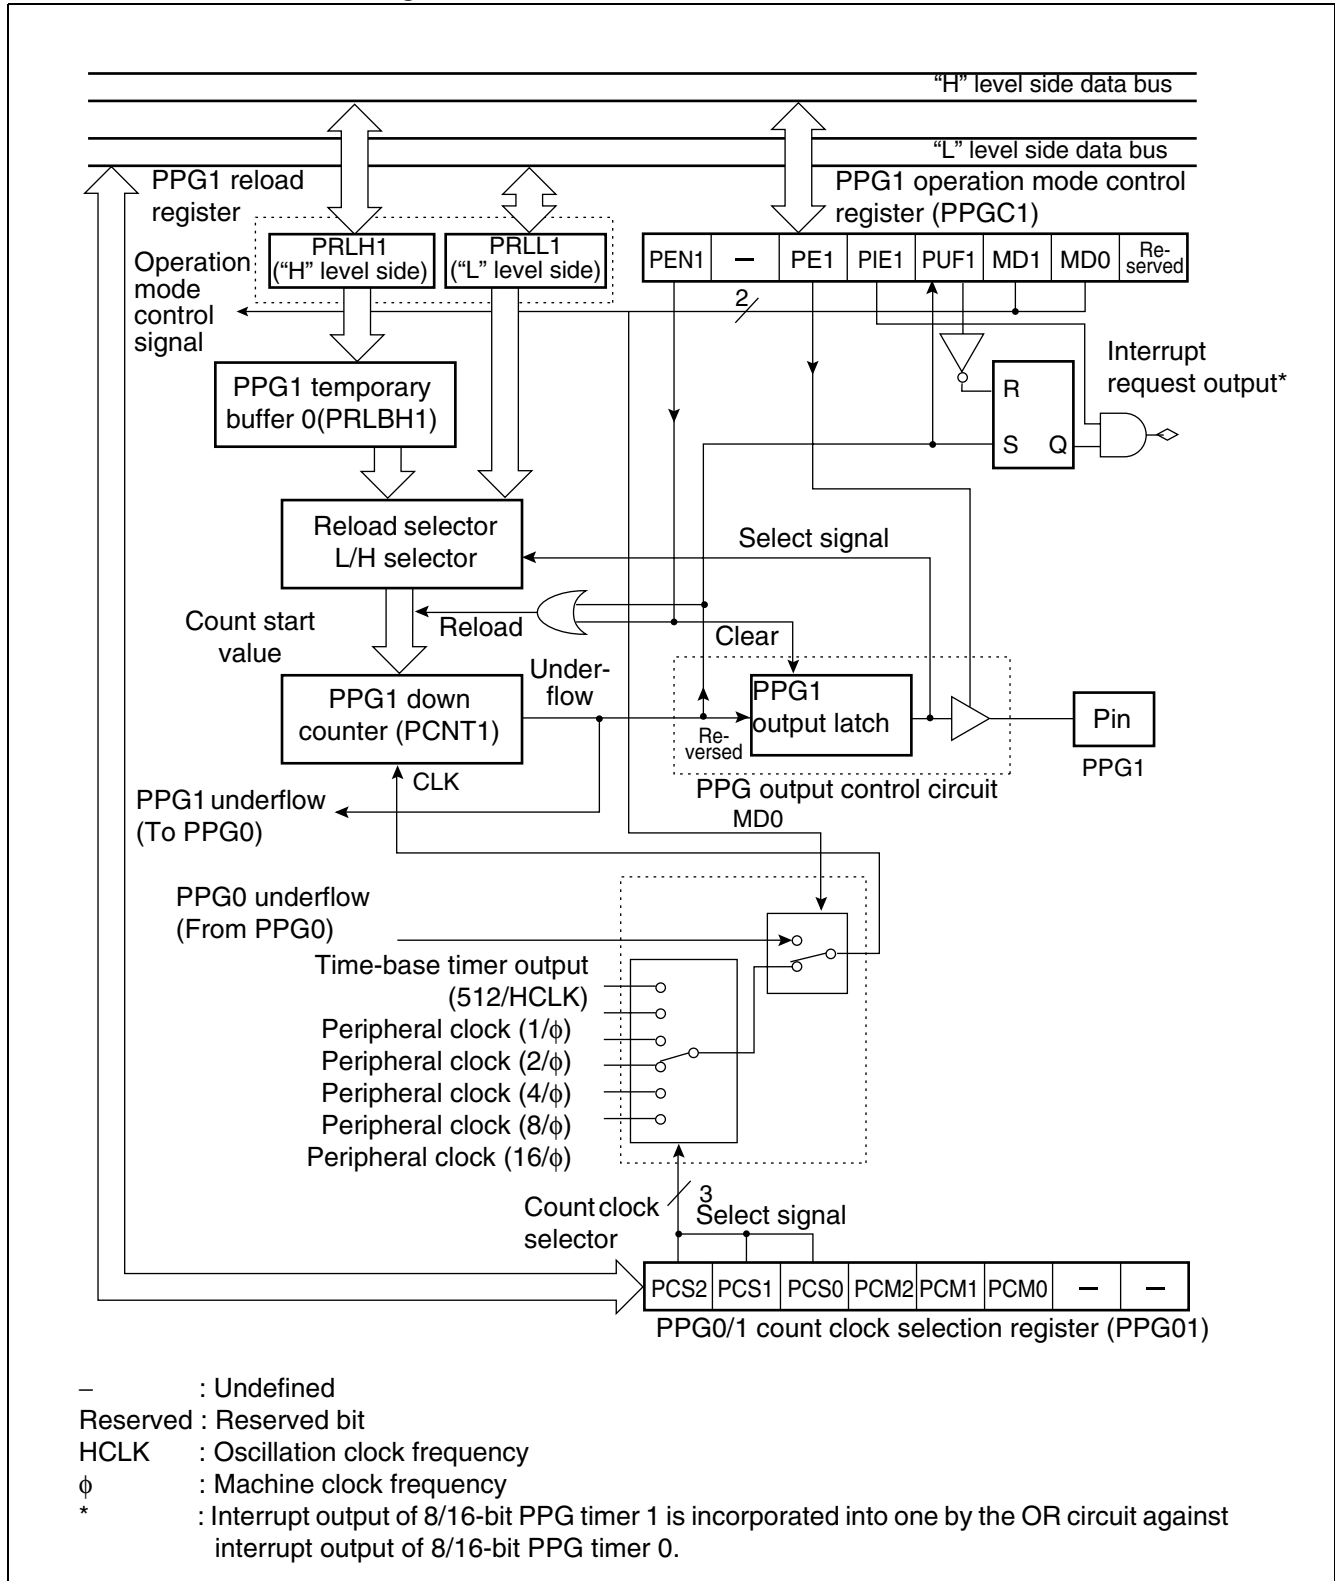 "H" level side data bus
"L" level side data bus
PPG1 reload
register
PPG1 operation mode control
register (PPGC1)
PRLH1
("H" level side)
PRLL1
("L" level side)
PEN1 – PE1 PIE1 PUF1 MD1 MD0 Re-
served
Operation
mode
control
signal
2
Interrupt
request output*
PPG1 temporary
buffer 0(PRLBH1)
R
S Q
Reload selector
L/H selector
Select signal
Count start
value
Reload
Clear
Under-
flow
PPG1 down
counter (PCNT1)
PPG1
output latch
Re-
versed
Pin
PPG1
PPG output control circuit
CLK
PPG1 underflow
(To PPG0)
MD0
PPG0 underflow
(From PPG0)
Time-base timer output
(512/HCLK)
Peripheral clock (1/ϕ)
Peripheral clock (2/ϕ)
Peripheral clock (4/ϕ)
Peripheral clock (8/ϕ)
Peripheral clock (16/ϕ)
3
Count clock
selector
Select signal
PCS2 PCS1 PCS0 PCM2 PCM1 PCM0 – –
PPG0/1 count clock selection register (PPG01)
– : Undefined
Reserved : Reserved bit
HCLK : Oscillation clock frequency
ϕ : Machine clock frequency
* : Interrupt output of 8/16-bit PPG timer 1 is incorporated into one by the OR circuit against
interrupt output of 8/16-bit PPG timer 0.